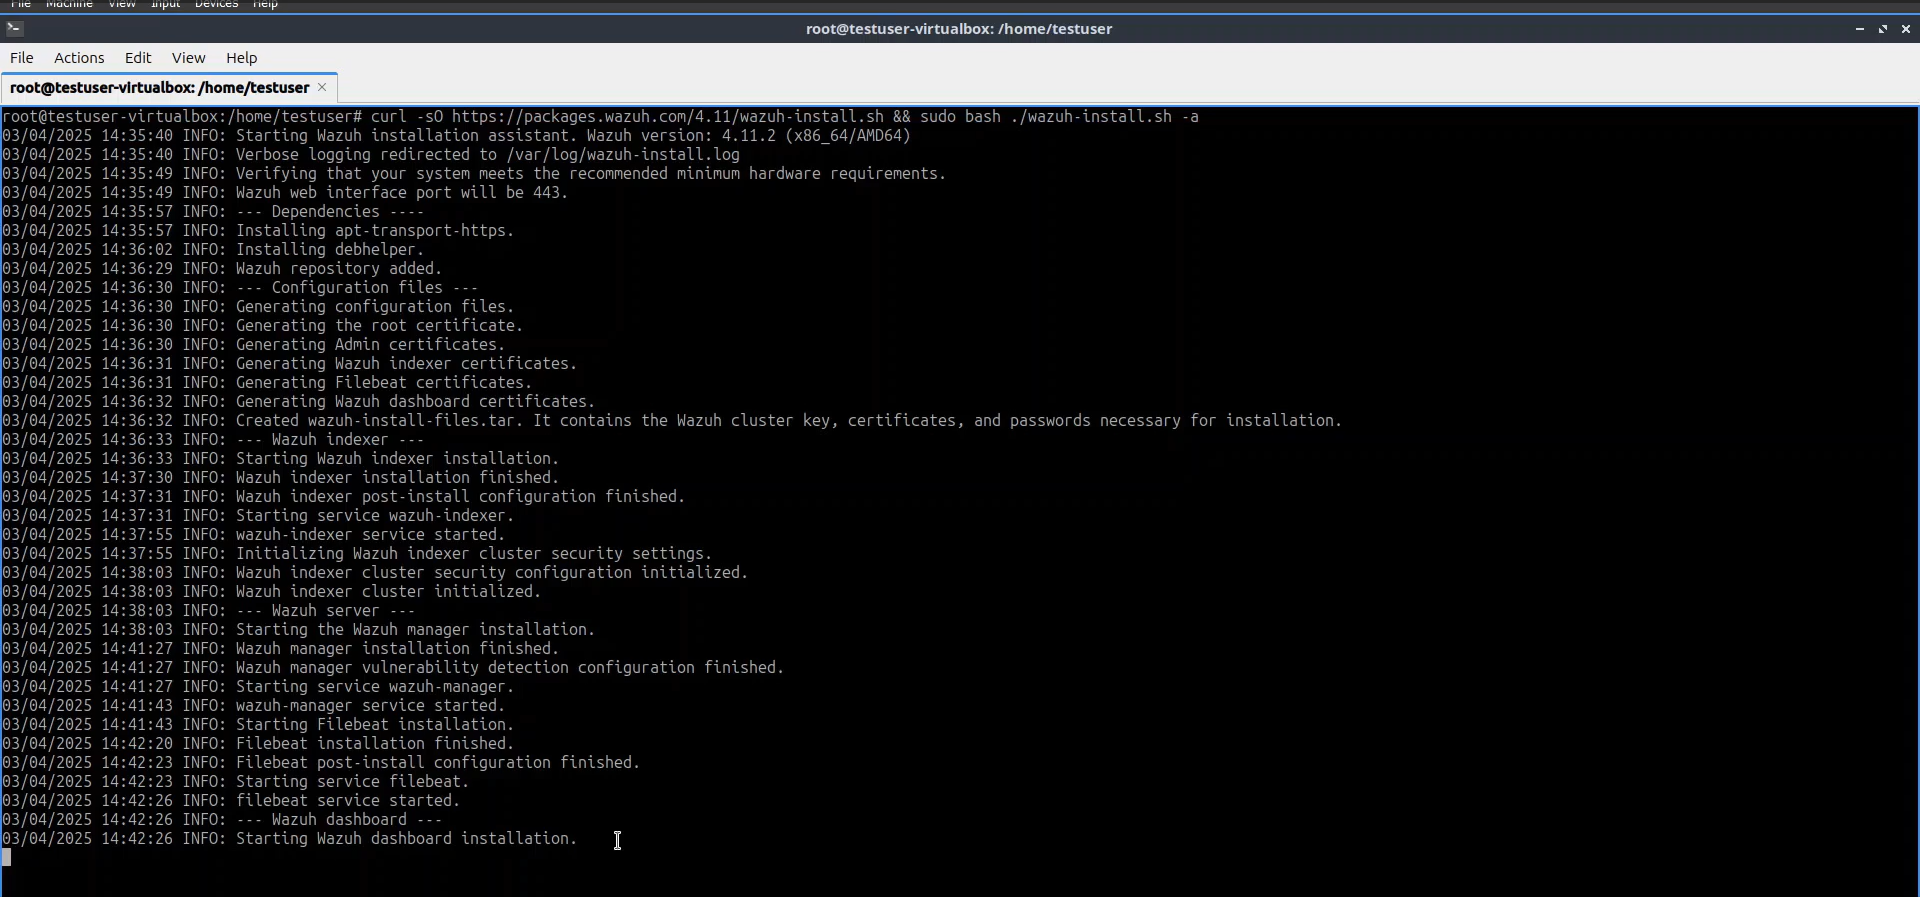 File Machine View Input Devices Help
root@testuser-virtualbox: /home/testuser
File Actions Edit View Help
root@testuser-virtualbox: /home/testuser
root@testuser-virtualbox:/home/testuser# curl -sO https://packages.wazuh.com/4.11/wazuh-install.sh && sudo bash ./wazuh-install.sh -a
03/04/2025 14:35:40 INFO: Starting Wazuh installation assistant. Wazuh version: 4.11.2 (x86_64/AMD64)
03/04/2025 14:35:40 INFO: Verbose logging redirected to /var/log/wazuh-install.log
03/04/2025 14:35:49 INFO: Verifying that your system meets the recommended minimum hardware requirements.
03/04/2025 14:35:49 INFO: Wazuh web interface port will be 443.
03/04/2025 14:35:57 INFO: --- Dependencies ----
03/04/2025 14:35:57 INFO: Installing apt-transport-https.
03/04/2025 14:36:02 INFO: Installing debhelper.
03/04/2025 14:36:29 INFO: Wazuh repository added.
03/04/2025 14:36:30 INFO: --- Configuration files ---
03/04/2025 14:36:30 INFO: Generating configuration files.
03/04/2025 14:36:30 INFO: Generating the root certificate.
03/04/2025 14:36:30 INFO: Generating Admin certificates.
03/04/2025 14:36:31 INFO: Generating Wazuh indexer certificates.
03/04/2025 14:36:31 INFO: Generating Filebeat certificates.
03/04/2025 14:36:32 INFO: Generating Wazuh dashboard certificates.
03/04/2025 14:36:32 INFO: Created wazuh-install-files.tar. It contains the Wazuh cluster key, certificates, and passwords necessary for installation.
03/04/2025 14:36:33 INFO: --- Wazuh indexer ---
03/04/2025 14:36:33 INFO: Starting Wazuh indexer installation.
03/04/2025 14:37:30 INFO: Wazuh indexer installation finished.
03/04/2025 14:37:31 INFO: Wazuh indexer post-install configuration finished.
03/04/2025 14:37:31 INFO: Starting service wazuh-indexer.
03/04/2025 14:37:55 INFO: wazuh-indexer service started.
03/04/2025 14:37:55 INFO: Initializing Wazuh indexer cluster security settings.
03/04/2025 14:38:03 INFO: Wazuh indexer cluster security configuration initialized.
03/04/2025 14:38:03 INFO: Wazuh indexer cluster initialized.
03/04/2025 14:38:03 INFO: --- Wazuh server ---
03/04/2025 14:38:03 INFO: Starting the Wazuh manager installation.
03/04/2025 14:41:27 INFO: Wazuh manager installation finished.
03/04/2025 14:41:27 INFO: Wazuh manager vulnerability detection configuration finished.
03/04/2025 14:41:27 INFO: Starting service wazuh-manager.
03/04/2025 14:41:43 INFO: wazuh-manager service started.
03/04/2025 14:41:43 INFO: Starting Filebeat installation.
03/04/2025 14:42:20 INFO: Filebeat installation finished.
03/04/2025 14:42:23 INFO: Filebeat post-install configuration finished.
03/04/2025 14:42:23 INFO: Starting service filebeat.
03/04/2025 14:42:26 INFO: filebeat service started.
03/04/2025 14:42:26 INFO: --- Wazuh dashboard ---
03/04/2025 14:42:26 INFO: Starting Wazuh dashboard installation.